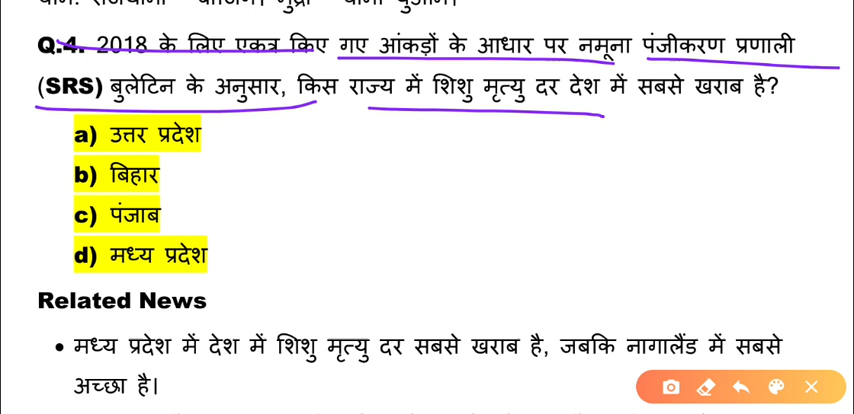 Q.4. 2018 के लिए एकत्र किए गए आंकड़ों के आधार पर नमूना पंजीकरण प्रणाली
(SRS) बुलेटिन के अनुसार, किस राज्य में शिशु मृत्यु दर देश में सबसे खराब है?
a) उत्तर प्रदेश
b) बिहार
c) पंजाब
d) मध्य प्रदेश
Related News
• मध्य प्रदेश में देश में शिशु मृत्यु दर सबसे खराब है, जबकि नागालैंड में सबसे
अच्छा है।